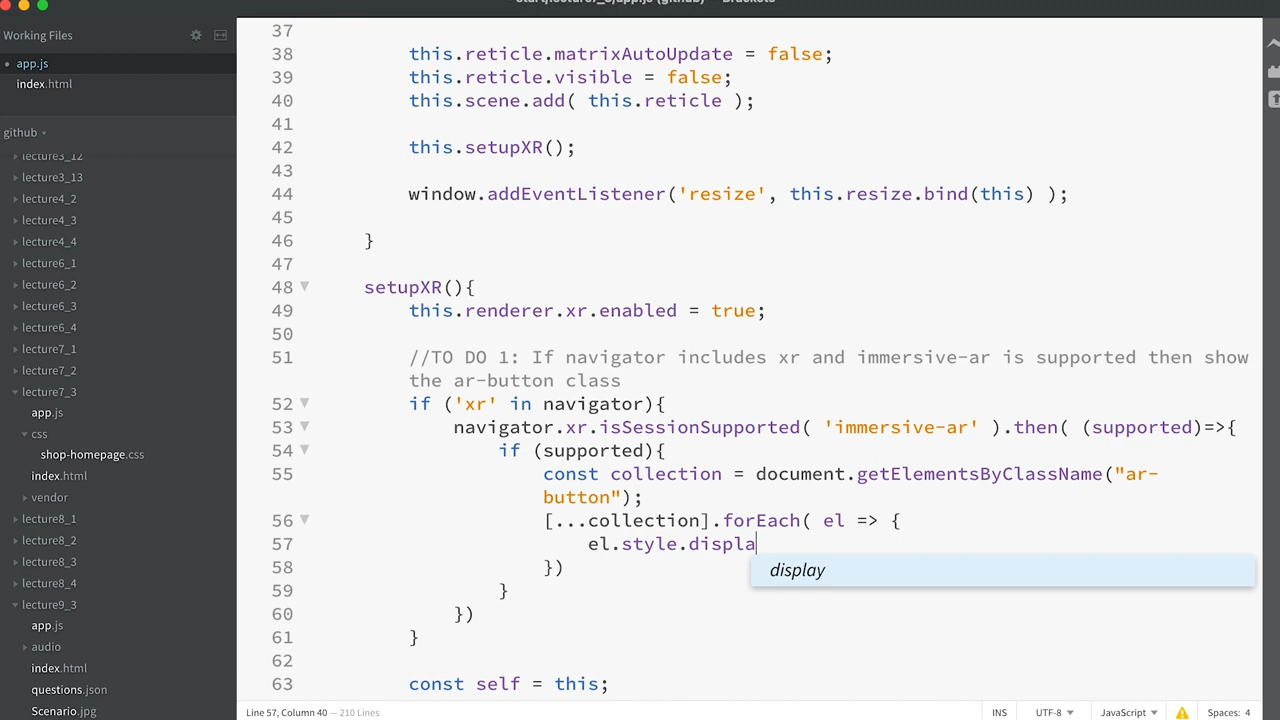 Working Files
app.js
index.html
github
lecture3_12
lecture3_13
lecture4_2
lecture4_3
lecture4_4
lecture6_1
lecture6_2
lecture6_3
lecture6_4
lecture7_1
lecture7_2
lecture7_3
app.js
css
shop-homepage.css
index.html
vendor
lecture8_1
lecture8_2
lecture8_3
lecture8_4
lecture9_3
app.js
audio
index.html
questions.json
Scenario.jpg
37
38 this.reticle.matrixAutoUpdate = false;
39 this.reticle.visible = false;
40 this.scene.add( this.reticle );
41
42 this.setupXR();
43
44 window.addEventListener('resize', this.resize.bind(this) );
45
46 }
47
48 setupXR(){
49 this.renderer.xr.enabled = true;
50
51 //TO DO 1: If navigator includes xr and immersive-ar is supported then show
the ar-button class
52 if ('xr' in navigator){
53 navigator.xr.isSessionSupported( 'immersive-ar' ).then( (supported)=>{
54 if (supported){
55 const collection = document.getElementsByClassName("ar-
button");
56 [...collection].forEach( el => {
57 el.style.displa
display
58 })
59 }
60 })
61 }
62
63 const self = this;
Line 57, Column 40 — 210 Lines
INS UTF-8 JavaScript Spaces: 4